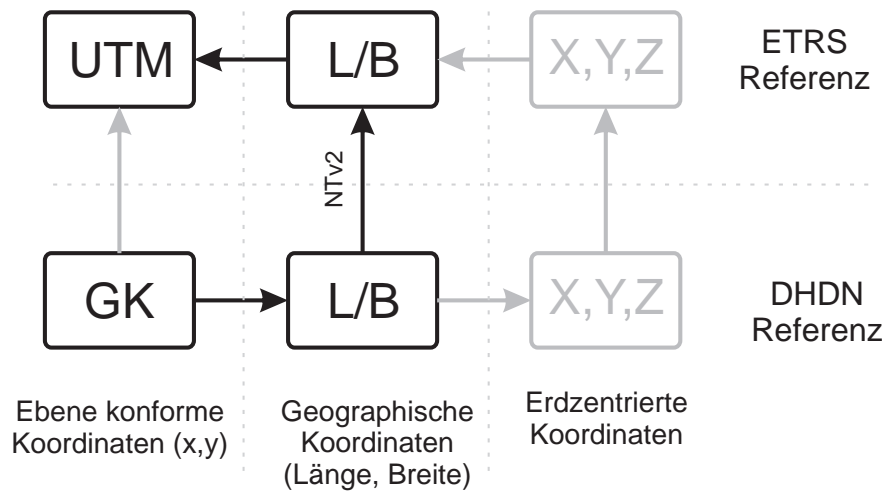 UTM
L/B
X,Y,Z
ETRS
Referenz
NTv2
GK
L/B
X,Y,Z
DHDN
Referenz
Ebene konforme
Koordinaten (x,y)
Geographische
Koordinaten
(Länge, Breite)
Erdzentrierte
Koordinaten